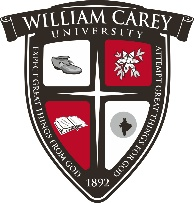 WILLIAM CAREY
UNIVERSITY
EXPECT GREAT THINGS FROM GOD
ATTEMPT GREAT THINGS FOR GOD
1892